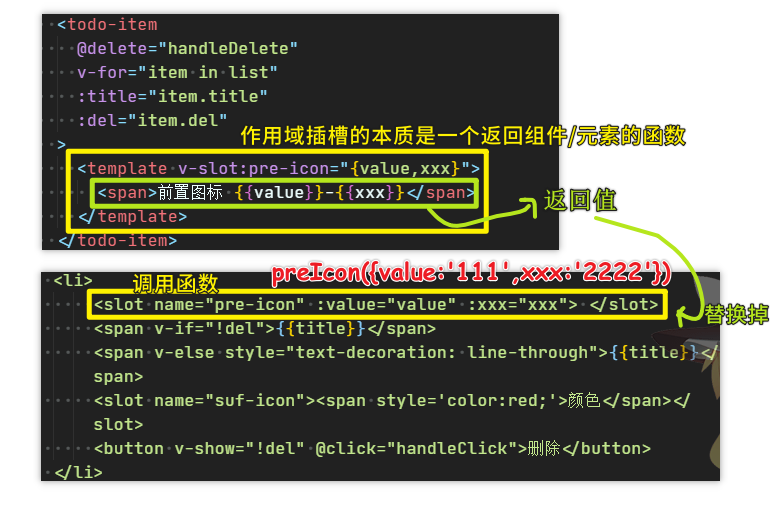 <todo-item
@delete="handleDelete"
v-for="item in list"
:title="item.title"
:del="item.del"
作用域插槽的本质是一个返回组件/元素的函数
>
<template v-slot:pre-icon="{value,xxx}">
<span>前置图标 {{value}}-{{xxx}}</span>
返回值
</template>
</todo-item>
preIcon({value:'111',xxx:'2222'})
<li>
调用函数
<slot name="pre-icon" :value="value" :xxx="xxx"> </slot>
替换掉
<span v-if="!del">{{title}}</span>
<span v-else style="text-decoration: line-through">{{title}}</
span>
<slot name="suf-icon"><span style='color:red;'>颜色</span></
slot>
<button v-show="!del" @click="handleClick">删除</button>
</li>